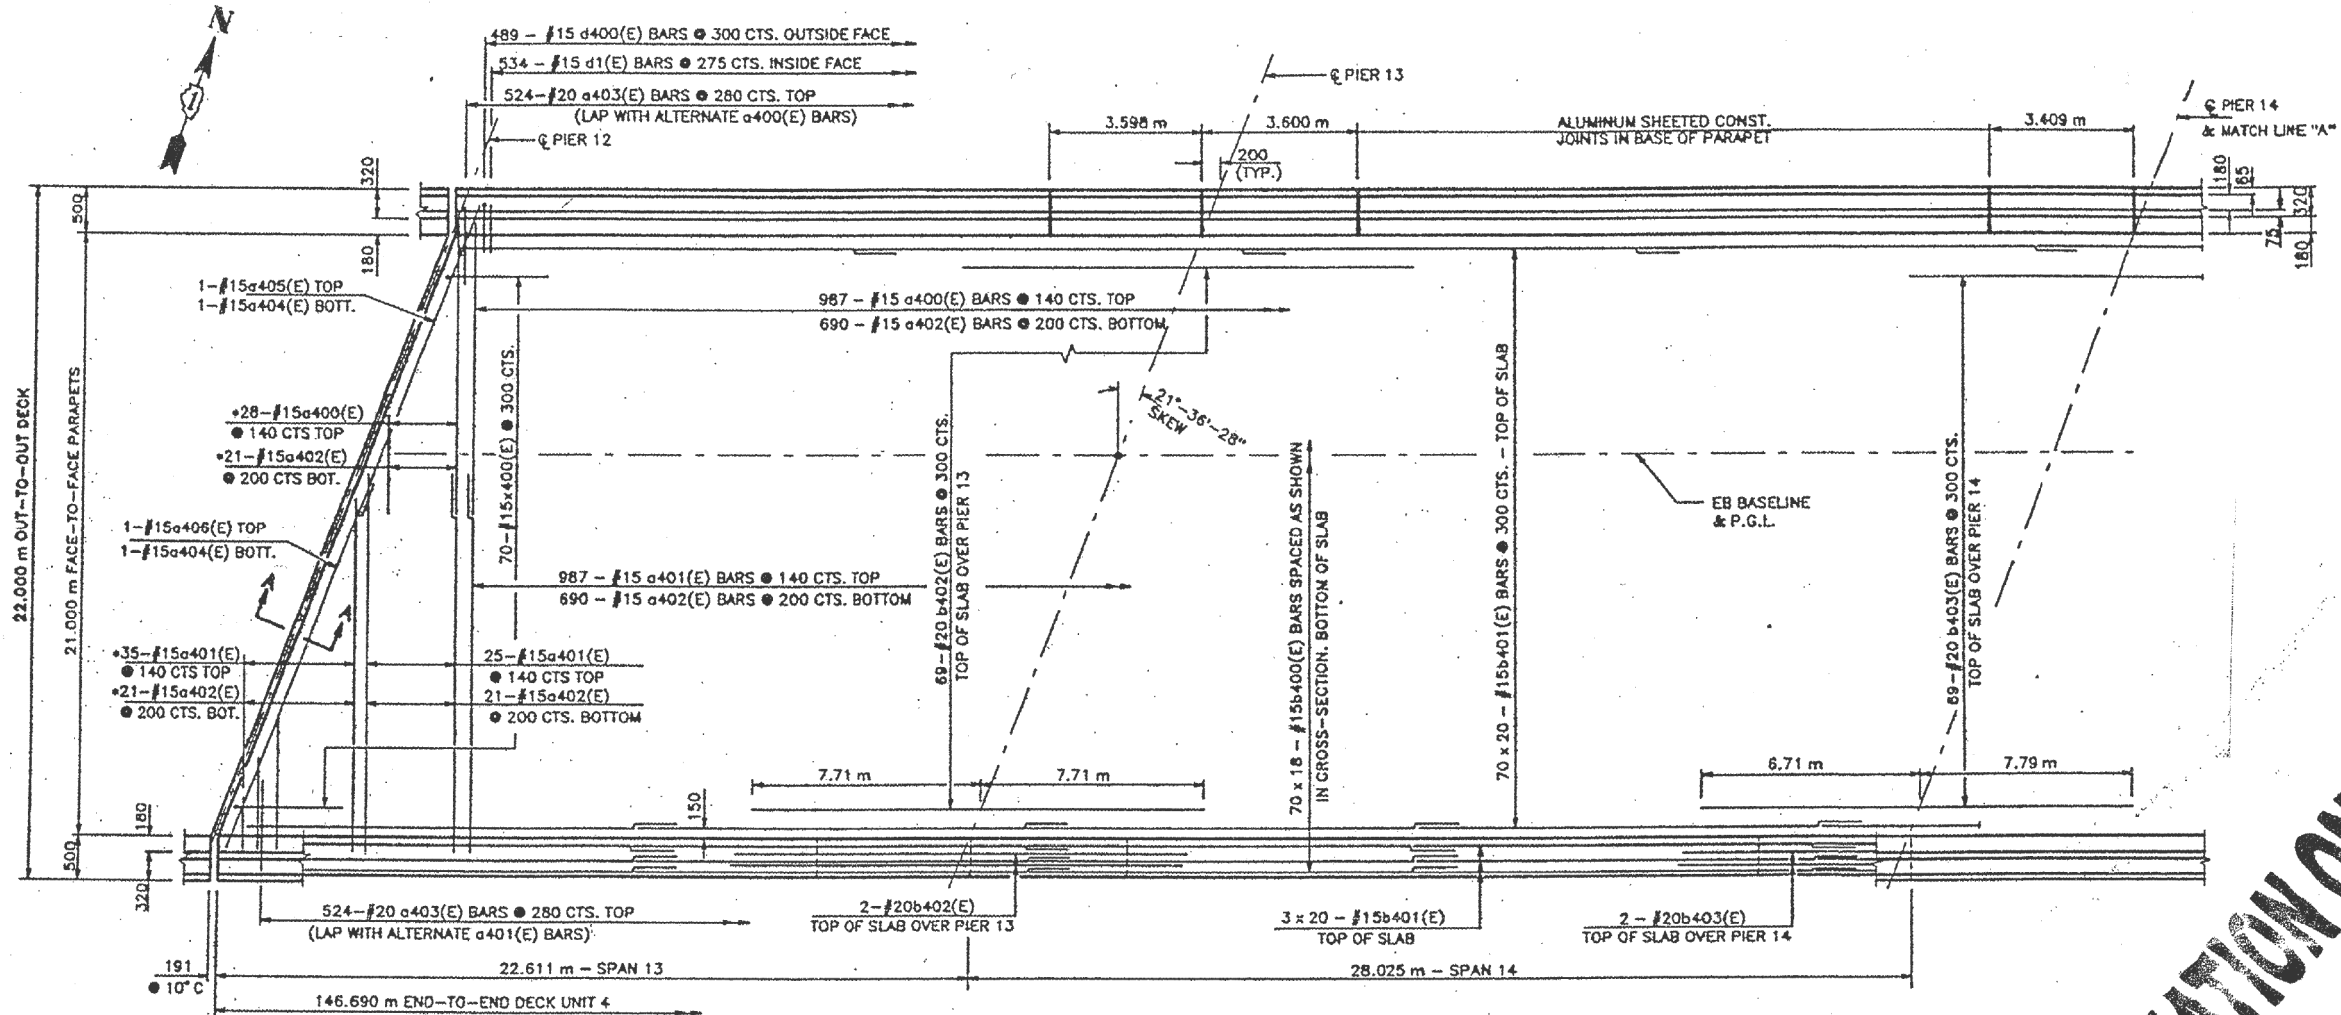 N
1
489 - #15 d400(E) BARS @ 300 CTS. OUTSIDE FACE
534 - #15 d1(E) BARS @ 275 CTS. INSIDE FACE
524-#20 a403(E) BARS @ 280 CTS. TOP
(LAP WITH ALTERNATE a400(E) BARS)
℄ PIER 12
℄ PIER 13
℄ PIER 14
& MATCH LINE "A"
3.598 m
3.600 m
ALUMINUM SHEETED CONST.
JOINTS IN BASE OF PARAPET
3.409 m
200
(TYP.)
320
500
180
180
65
320
75
180
22.000 m OUT-TO-OUT DECK
21.000 m FACE-TO-FACE PARAPETS
1-#15a405(E) TOP
1-#15a404(E) BOTT.
987 - #15 a400(E) BARS @ 140 CTS. TOP
690 - #15 a402(E) BARS @ 200 CTS. BOTTOM
70-#15x400(E) @ 300 CTS.
*28-#15a400(E)
@ 140 CTS TOP
*21-#15a402(E)
@ 200 CTS BOT.
21°-36'-28"
SKEW
69-#20 b402(E) BARS @ 300 CTS.
TOP OF SLAB OVER PIER 13
70 x 18 - #15b400(E) BARS SPACED AS SHOWN
IN CROSS-SECTION. BOTTOM OF SLAB
70 x 20 - #15b401(E) BARS @ 300 CTS. - TOP OF SLAB
EB BASELINE
& P.G.L.
69-#20 b403(E) BARS @ 300 CTS.
TOP OF SLAB OVER PIER 14
1-#15a406(E) TOP
1-#15a404(E) BOTT.
987 - #15 a401(E) BARS @ 140 CTS. TOP
690 - #15 a402(E) BARS @ 200 CTS. BOTTOM
*35-#15a401(E)
@ 140 CTS TOP
*21-#15a402(E)
@ 200 CTS. BOT.
25-#15a401(E)
@ 140 CTS TOP
21-#15a402(E)
@ 200 CTS. BOTTOM
7.71 m
7.71 m
6.71 m
7.79 m
150
180
500
320
524-#20 a403(E) BARS @ 280 CTS. TOP
(LAP WITH ALTERNATE a401(E) BARS)
2-#20b402(E)
TOP OF SLAB OVER PIER 13
3 x 20 - #15b401(E)
TOP OF SLAB
2 - #20b403(E)
TOP OF SLAB OVER PIER 14
191
@ 10° C
22.611 m - SPAN 13
28.025 m - SPAN 14
146.690 m END-TO-END DECK UNIT 4